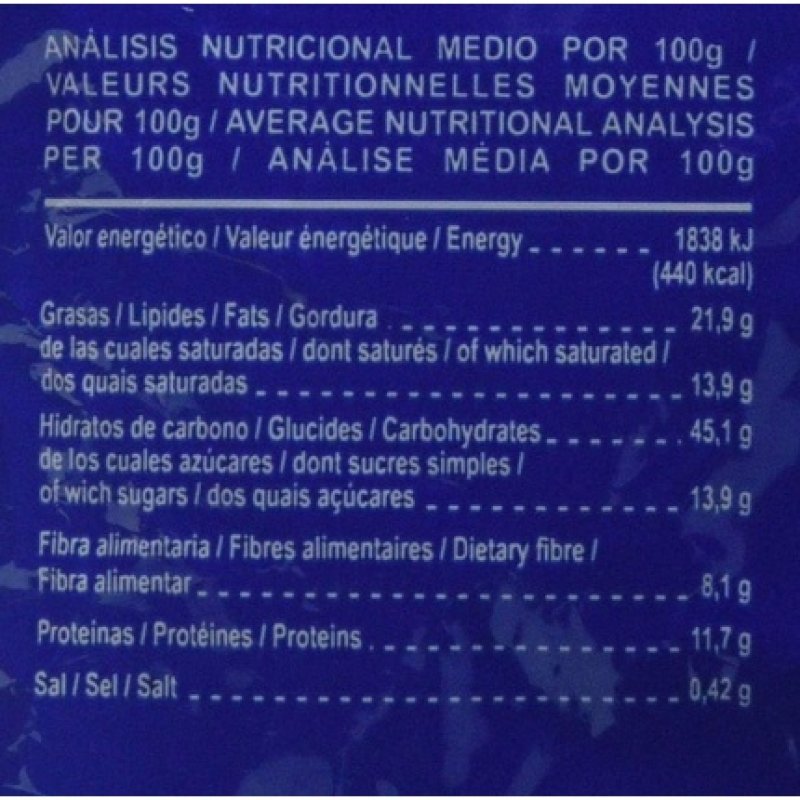 ANÁLISIS NUTRICIONAL MEDIO POR 100g /
VALEURS NUTRITIONNELLES MOYENNES
POUR 100g / AVERAGE NUTRITIONAL ANALYSIS
PER 100g / ANÁLISE MÉDIA POR 100g
Valor energético / Valeur énergétique / Energy _ _ _ _ _ _ 1838 kJ
(440 kcal)
Grasas / Lipides / Fats / Gordura . _ _ _ _ _ _ _ _ _ _ _ _ _ 21,9 g
de las cuales saturadas / dont saturés / of which saturated /
dos quais saturadas _ _ _ _ _ _ _ _ _ _ _ _ _ _ _ _ _ _ _ _ 13,9 g
Hidratos de carbono / Glucides / Carbohydrates _ _ _ _ _ _ . 45,1 g
de los cuales azúcares / dont sucres simples /
of wich sugars / dos quais açúcares _ _ _ _ _ _ _ _ _ _ _ _ 13,9 g
Fibra alimentaria / Fibres alimentaires / Dietary fibre /
Fibra alimentar _ _ _ _ _ _ _ _ _ _ _ _ _ _ _ _ _ _ _ _ _ _ _ 8,1 g
Proteínas / Protéines / Proteins . _ _ _ _ _ _ _ _ _ _ _ _ _ _ 11,7 g
Sal / Sel / Salt _ _ _ _ _ _ _ _ _ _ _ _ _ _ _ _ _ _ _ _ _ _ _ 0,42 g